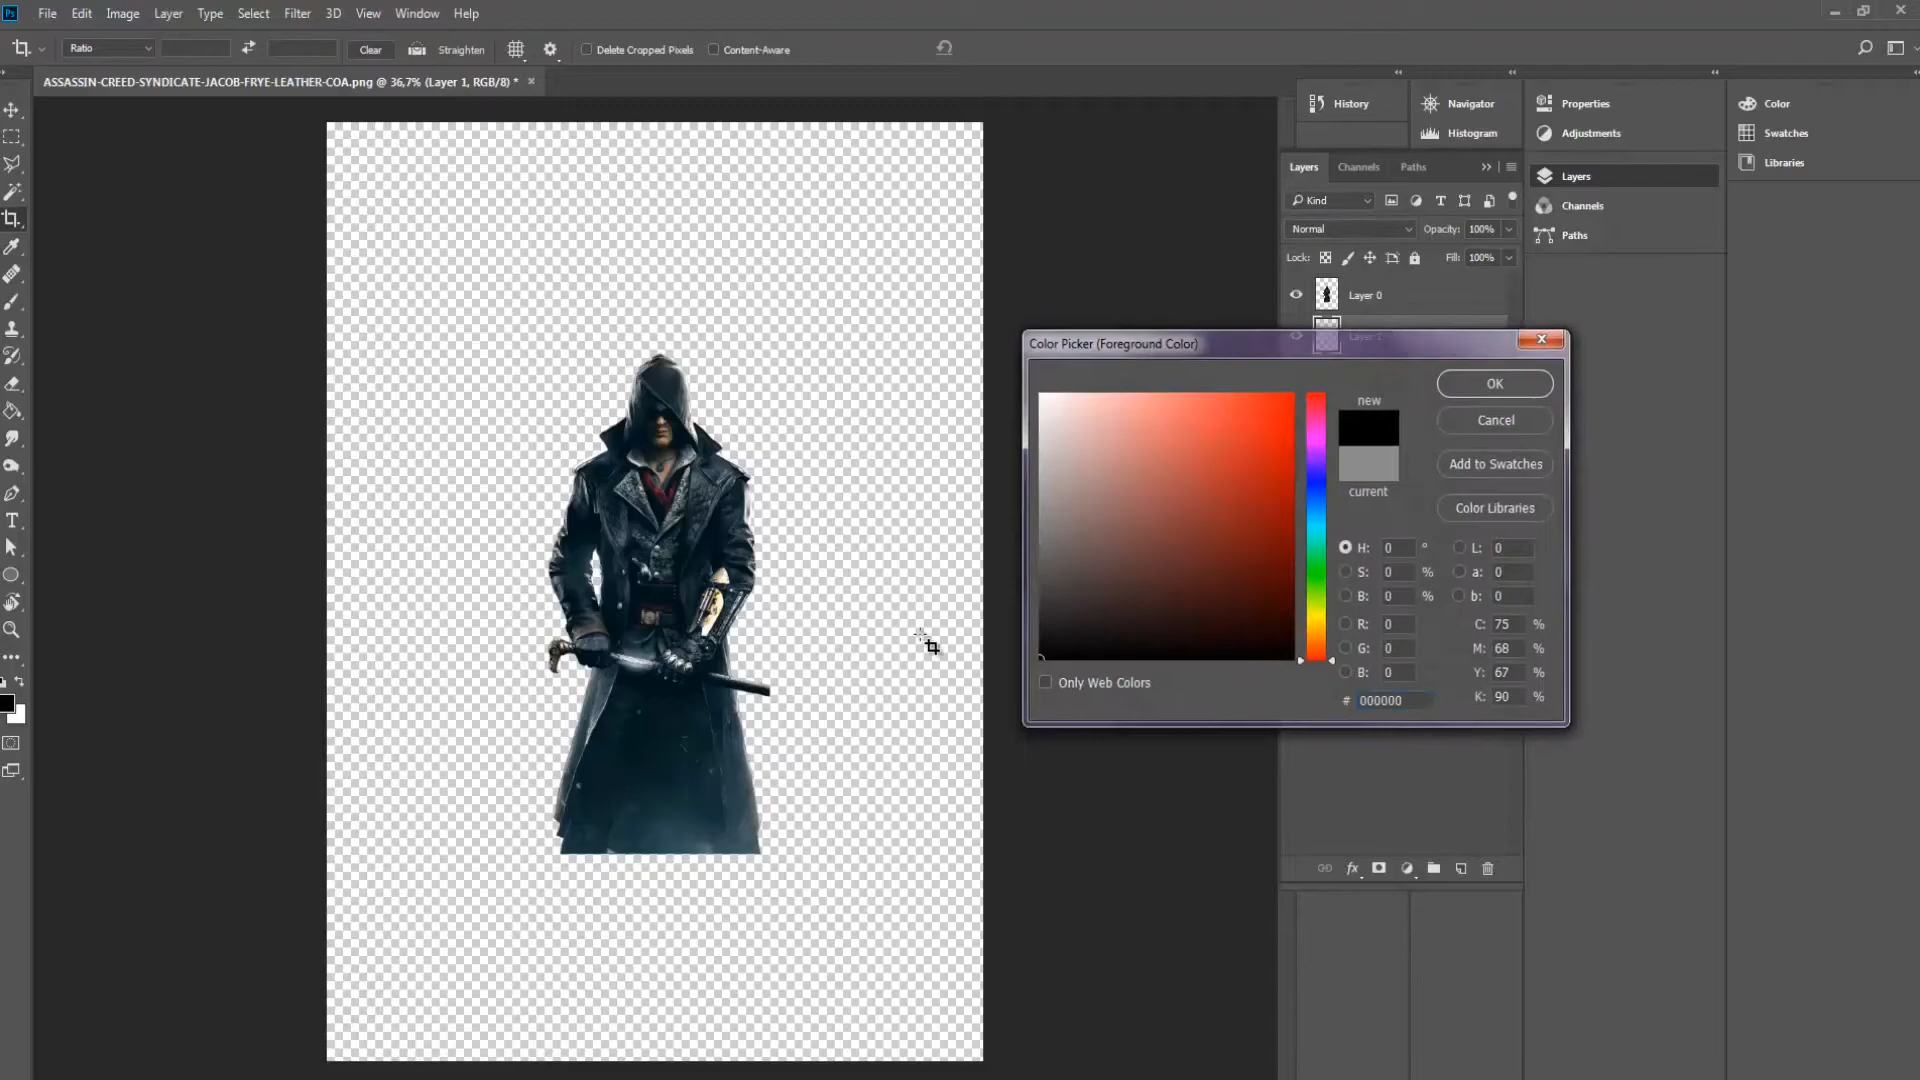 Ps File Edit Image Layer Type Select Filter 3D View Window Help
Ratio Clear Straighten Delete Cropped Pixels Content-Aware
ASSASSIN-CREED-SYNDICATE-JACOB-FRYE-LEATHER-COA.png @ 36,7% (Layer 1, RGB/8) * ×
History Navigator Properties Color
Histogram Adjustments Swatches
Libraries
Layers Channels Paths
Layers
Kind
Channels
Normal Opacity: 100%
Paths
Lock: Fill: 100%
Layer 0
Color Picker (Foreground Color)
OK
new
Cancel
Add to Swatches
current
Color Libraries
H: 0 ° L: 0
S: 0 % a: 0
B: 0 % b: 0
R: 0 C: 75 %
G: 0 M: 68 %
B: 0 Y: 67 %
Only Web Colors
# 000000 K: 90 %